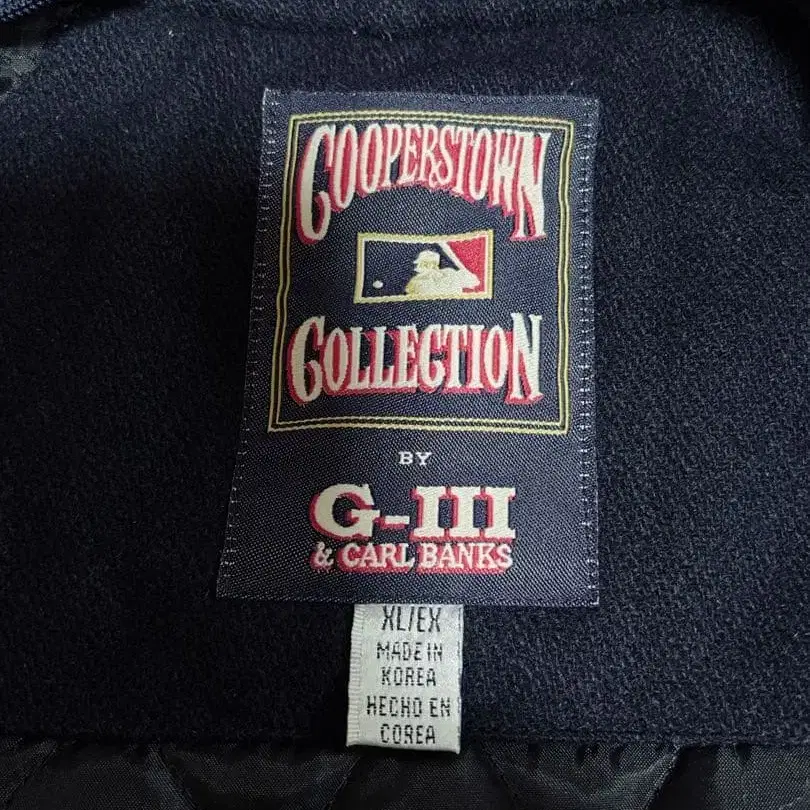 COOPERSTOWN
COLLECTION
BY
G-III
& CARL BANKS
XL/EX
MADE IN
KOREA
HECHO EN
COREA